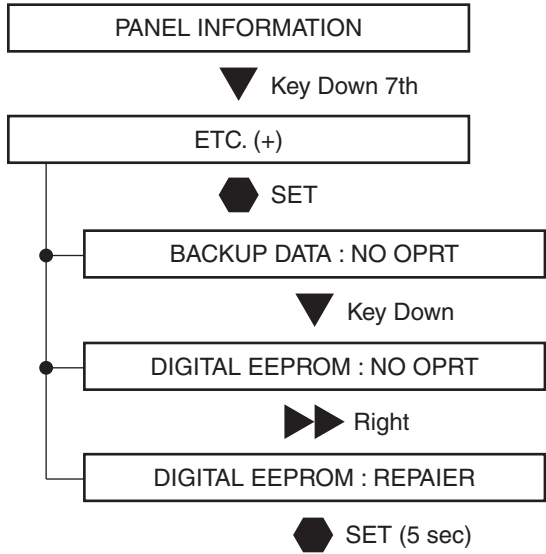 PANEL INFORMATION
Key Down 7th
ETC. (+)
SET
BACKUP DATA : NO OPRT
Key Down
DIGITAL EEPROM : NO OPRT
Right
DIGITAL EEPROM : REPAIER
SET (5 sec)